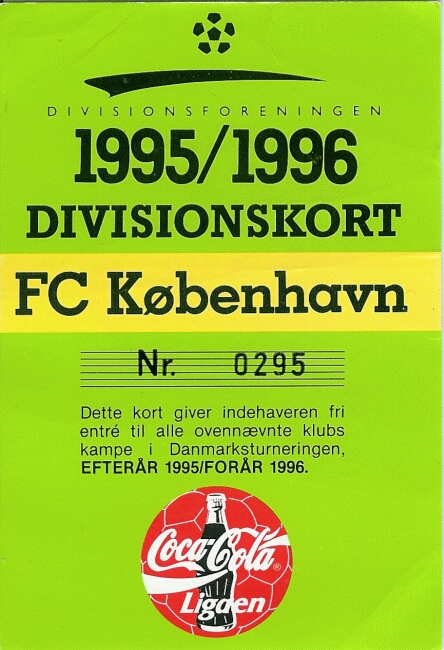 DIVISIONSFORENINGEN
1995/1996
DIVISIONSKORT
FC København
Nr. 0295
Dette kort giver indehaveren fri
entré til alle ovennævnte klubs
kampe i Danmarksturneringen,
EFTERÅR 1995/FORÅR 1996.
Coca-Cola®
Ligaen